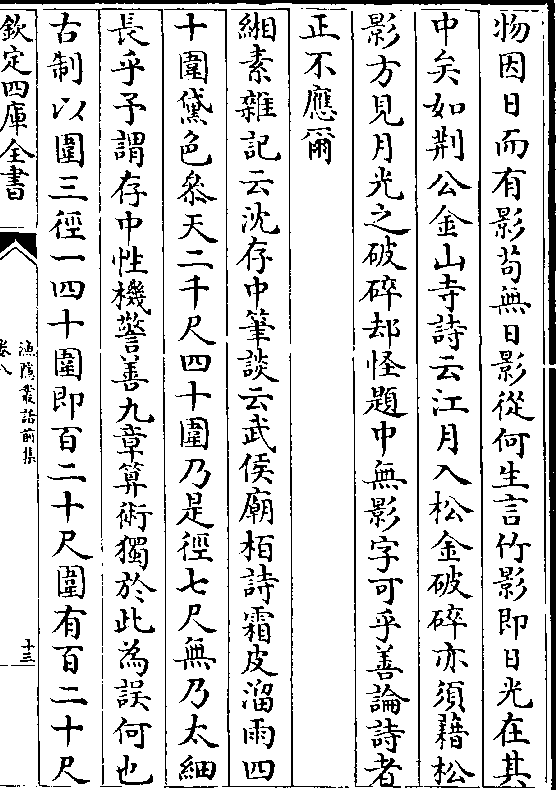 物因日而有影苟無日影從何生言竹影即日光在其
中矣如荆公金山寺詩云江月入松金破碎亦須藉松
影方見月光之破碎却怪題中無影字可乎善論詩者
正不應爾
緗素雜記云沈存中筆談云武侯廟柏詩霜皮溜雨四
十圍黛色叅天二千尺四十圍乃是徑七尺無乃太細
長乎予謂存中性機警善九章算術獨於此為誤何也
古制以圍三徑一四十圍即百二十尺圍有百二十尺
欽定四庫全書
漁隱叢話前集
卷八
十三